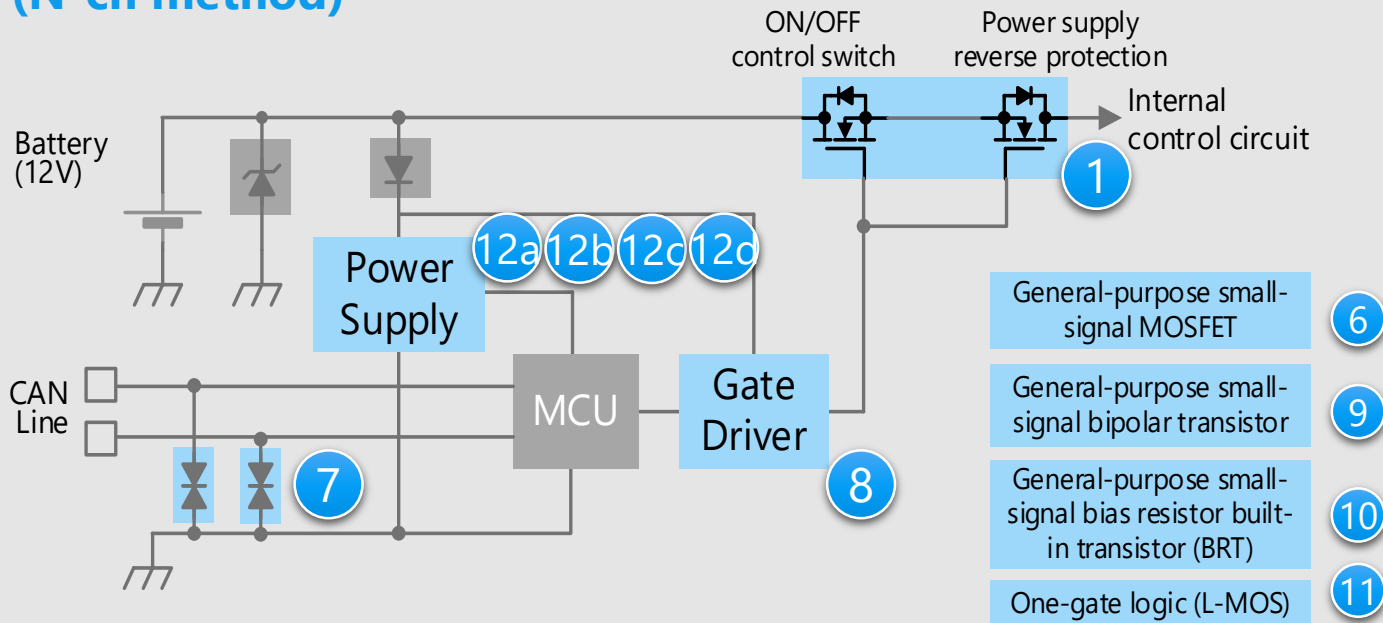 (N-ch method)
ON/OFF
control switch
Power supply
reverse protection
Internal
control circuit
1
Battery
(12V)
12a
12b
12c
12d
Power
Supply
CAN
Line
MCU
Gate
Driver
7
8
General-purpose small-
signal MOSFET
6
General-purpose small-
signal bipolar transistor
9
General-purpose small-
signal bias resistor built-
in transistor (BRT)
10
One-gate logic (L-MOS)
11